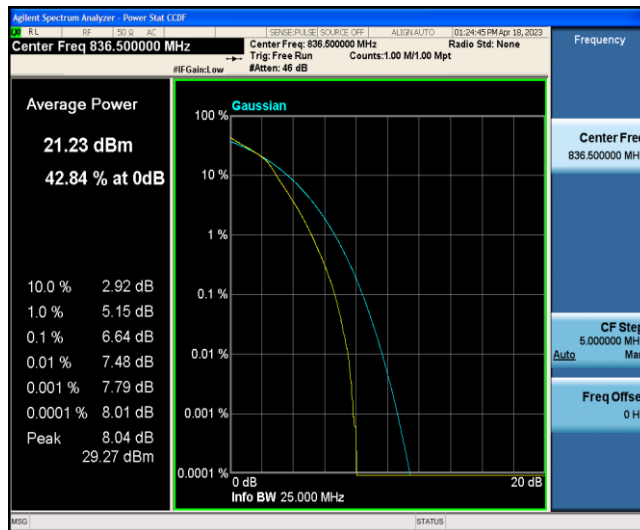 Agilent Spectrum Analyzer - Power Stat CCDF
RL RF 50 Ω AC SENSE:PULSE SOURCE OFF ALIGN AUTO 01:24:45 PM Apr 18, 2023
Center Freq 836.500000 MHz
Center Freq: 836.500000 MHz Radio Std: None
Trig: Free Run Counts:1.00 M/1.00 Mpt
#IFGain:Low #Atten: 46 dB
Frequency
Average Power
21.23 dBm
42.84 % at 0dB
10.0 % 2.92 dB
1.0 % 5.15 dB
0.1 % 6.64 dB
0.01 % 7.48 dB
0.001 % 7.79 dB
0.0001 % 8.01 dB
Peak 8.04 dB
29.27 dBm
Gaussian
100 %
10 %
1 %
0.1 %
0.01 %
0.001 %
0.0001 %
0 dB 20 dB
Info BW 25.000 MHz
Center Fre
836.500000 MH
CF Step
5.000000 MH
Auto Ma
Freq Offse
0 H
MSG STATUS